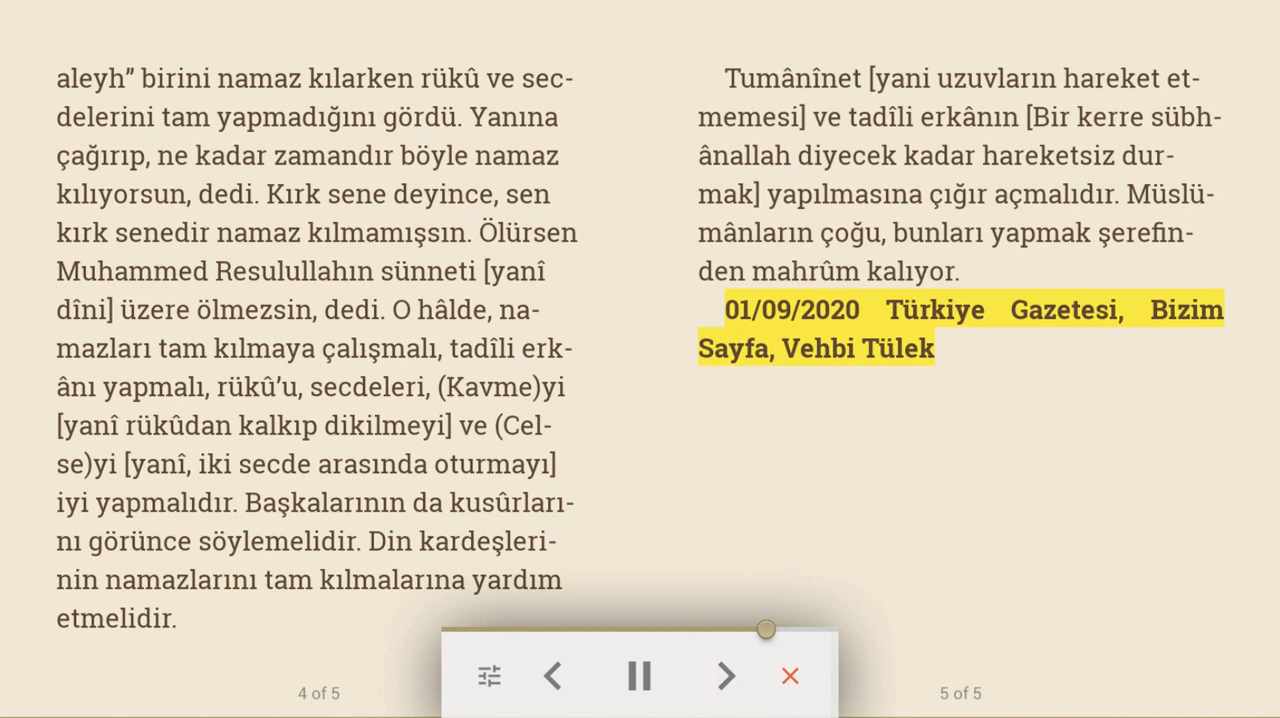 aleyh” birini namaz kılarken rükû ve sec-
delerini tam yapmadığını gördü. Yanına
çağırıp, ne kadar zamandır böyle namaz
kılıyorsun, dedi. Kırk sene deyince, sen
kırk senedir namaz kılmamışsın. Ölürsen
Muhammed Resulullahın sünneti [yanî
dîni] üzere ölmezsin, dedi. O hâlde, na-
mazları tam kılmaya çalışmalı, tadîli erk-
ânı yapmalı, rükû’u, secdeleri, (Kavme)yi
[yanî rükûdan kalkıp dikilmeyi] ve (Cel-
se)yi [yanî, iki secde arasında oturmayı]
iyi yapmalıdır. Başkalarının da kusûrları-
nı görünce söylemelidir. Din kardeşleri-
nin namazlarını tam kılmalarına yardım
etmelidir.
4 of 5
Tumânînet [yani uzuvların hareket et-
memesi] ve tadîli erkânın [Bir kerre sübh-
ânallah diyecek kadar hareketsiz dur-
mak] yapılmasına çığır açmalıdır. Müslü-
mânların çoğu, bunları yapmak şerefin-
den mahrûm kalıyor.
01/09/2020 Türkiye Gazetesi, Bizim
Sayfa, Vehbi Tülek
5 of 5